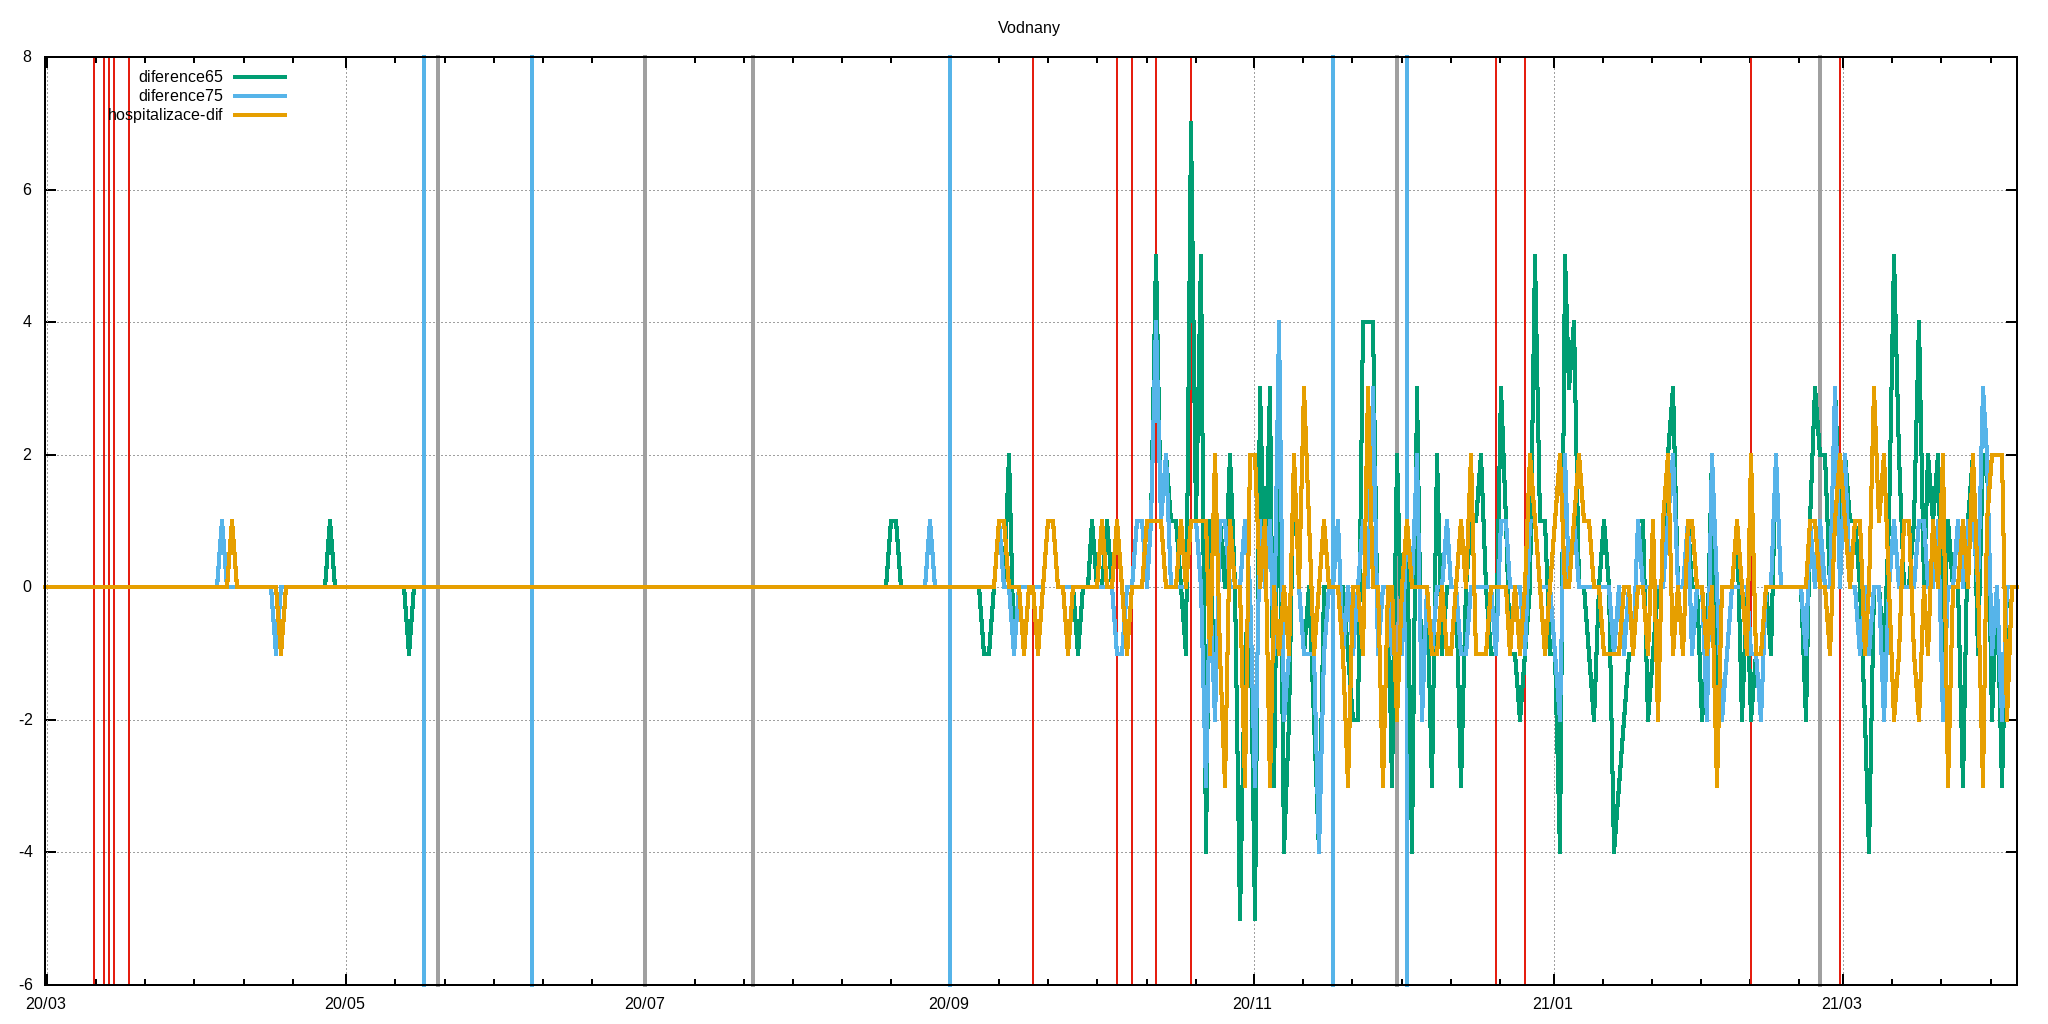 Vodnany
8
diference65
diference75
hospitalizace-dif
6
4
2
0
-2
-4
-6
20/03 20/05 20/07 20/09 20/11 21/01 21/03